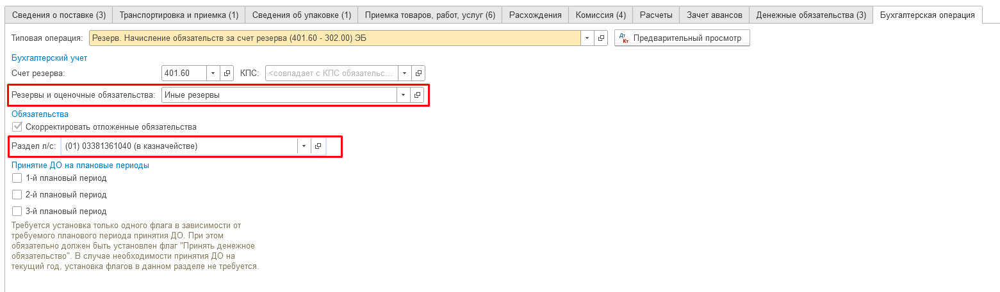 Сведения о поставке (3) Транспортировка и приемка (1) Сведения об упаковке (1) Приемка товаров, работ, услуг (6) Расхождения Комиссия (4) Расчеты Зачет авансов Денежные обязательства (3) Бухгалтерская операция
Типовая операция: Резерв. Начисление обязательств за счет резерва (401.60 - 302.00) ЭБ Дт Кт Предварительный просмотр
Бухгалтерский учет
Счет резерва: 401.60 КПС: <совпадает с КПС обязательс...
Резервы и оценочные обязательства: Иные резервы
Обязательства
Скорректировать отложенные обязательства
Раздел л/с: (01) 03381361040 (в казначействе)
Принятие ДО на плановые периоды
1-й плановый период
2-й плановый период
3-й плановый период
Требуется установка только одного флага в зависимости от
требуемого планового периода принятия ДО. При этом
обязательно должен быть установлен флаг "Принять денежное
обязательство". В случае необходимости принятия ДО на
текущий год, установка флагов в данном разделе не требуется.